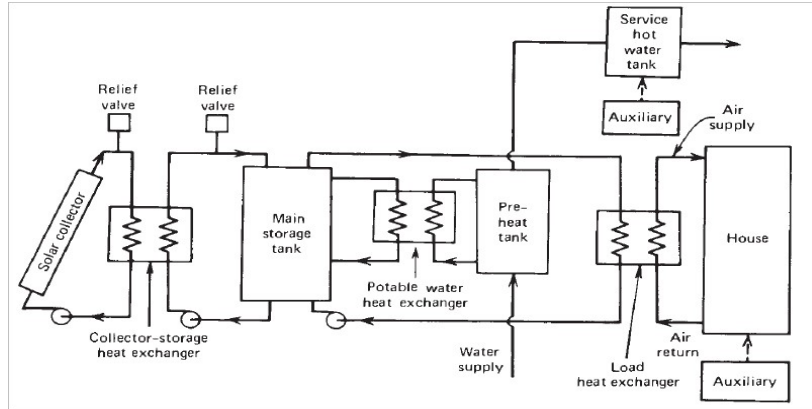 Service
hot
water
tank
Relief
valve
Relief
valve
Auxiliary
Air
supply
Solar collector
Main
storage
tank
Pre-
heat
tank
House
Potable water
heat exchanger
Collector-storage
heat exchanger
Water
supply
Load
heat exchanger
Air
return
Auxiliary